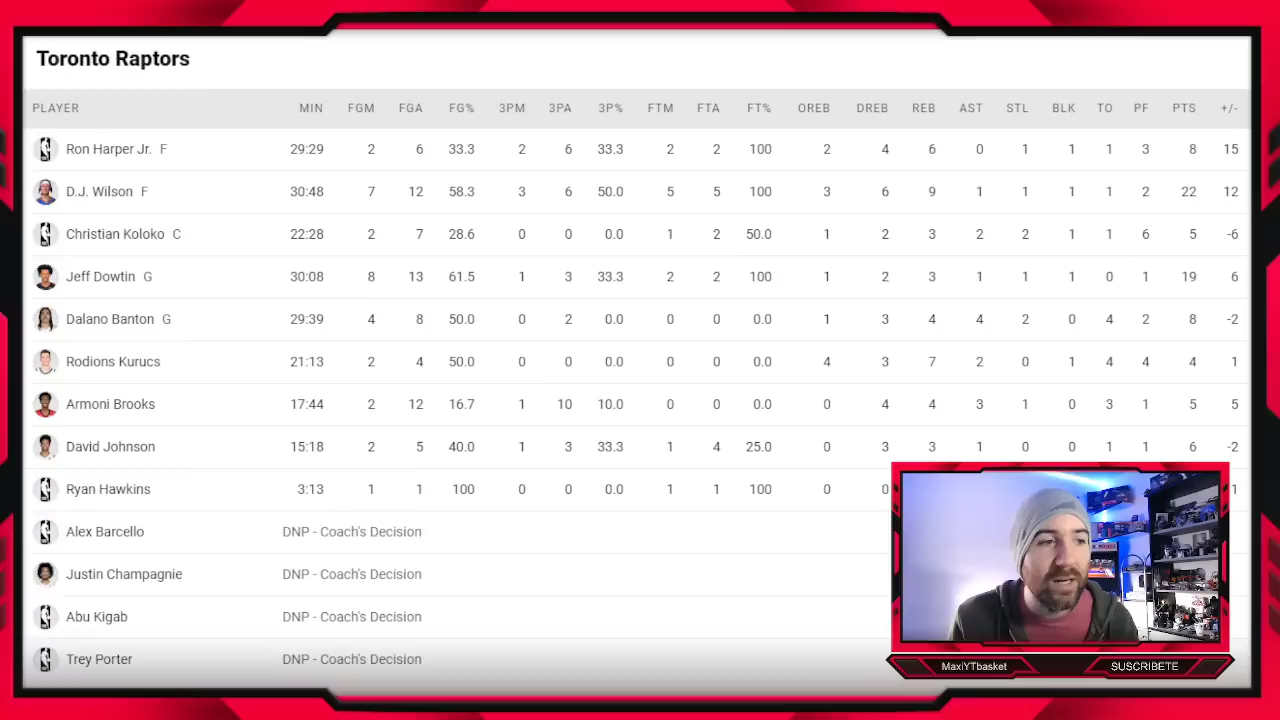 Toronto Raptors
PLAYER MIN FGM FGA FG% 3PM 3PA 3P% FTM FTA FT% OREB DREB REB AST STL BLK TO PF PTS +/-
Ron Harper Jr. F 29:29 2 6 33.3 2 6 33.3 2 2 100 2 4 6 0 1 1 1 3 8 15
D.J. Wilson F 30:48 7 12 58.3 3 6 50.0 5 5 100 3 6 9 1 1 1 1 2 22 12
Christian Koloko C 22:28 2 7 28.6 0 0 0.0 1 2 50.0 1 2 3 2 2 1 1 6 5 -6
Jeff Dowtin G 30:08 8 13 61.5 1 3 33.3 2 2 100 1 2 3 1 1 1 0 1 19 6
Dalano Banton G 29:39 4 8 50.0 0 2 0.0 0 0 0.0 1 3 4 4 2 0 4 2 8 -2
Rodions Kurucs 21:13 2 4 50.0 0 0 0.0 0 0 0.0 4 3 7 2 0 1 4 4 4 1
Armoni Brooks 17:44 2 12 16.7 1 10 10.0 0 0 0.0 0 4 4 3 1 0 3 1 5 5
David Johnson 15:18 2 5 40.0 1 3 33.3 1 4 25.0 0 3 3 1 0 0 1 1 6 -2
Ryan Hawkins 3:13 1 1 100 0 0 0.0 1 1 100 0 0 1
Alex Barcello DNP - Coach's Decision
Justin Champagnie DNP - Coach's Decision
Abu Kigab DNP - Coach's Decision
Trey Porter DNP - Coach's Decision
MaxiYTbasket SUSCRIBETE